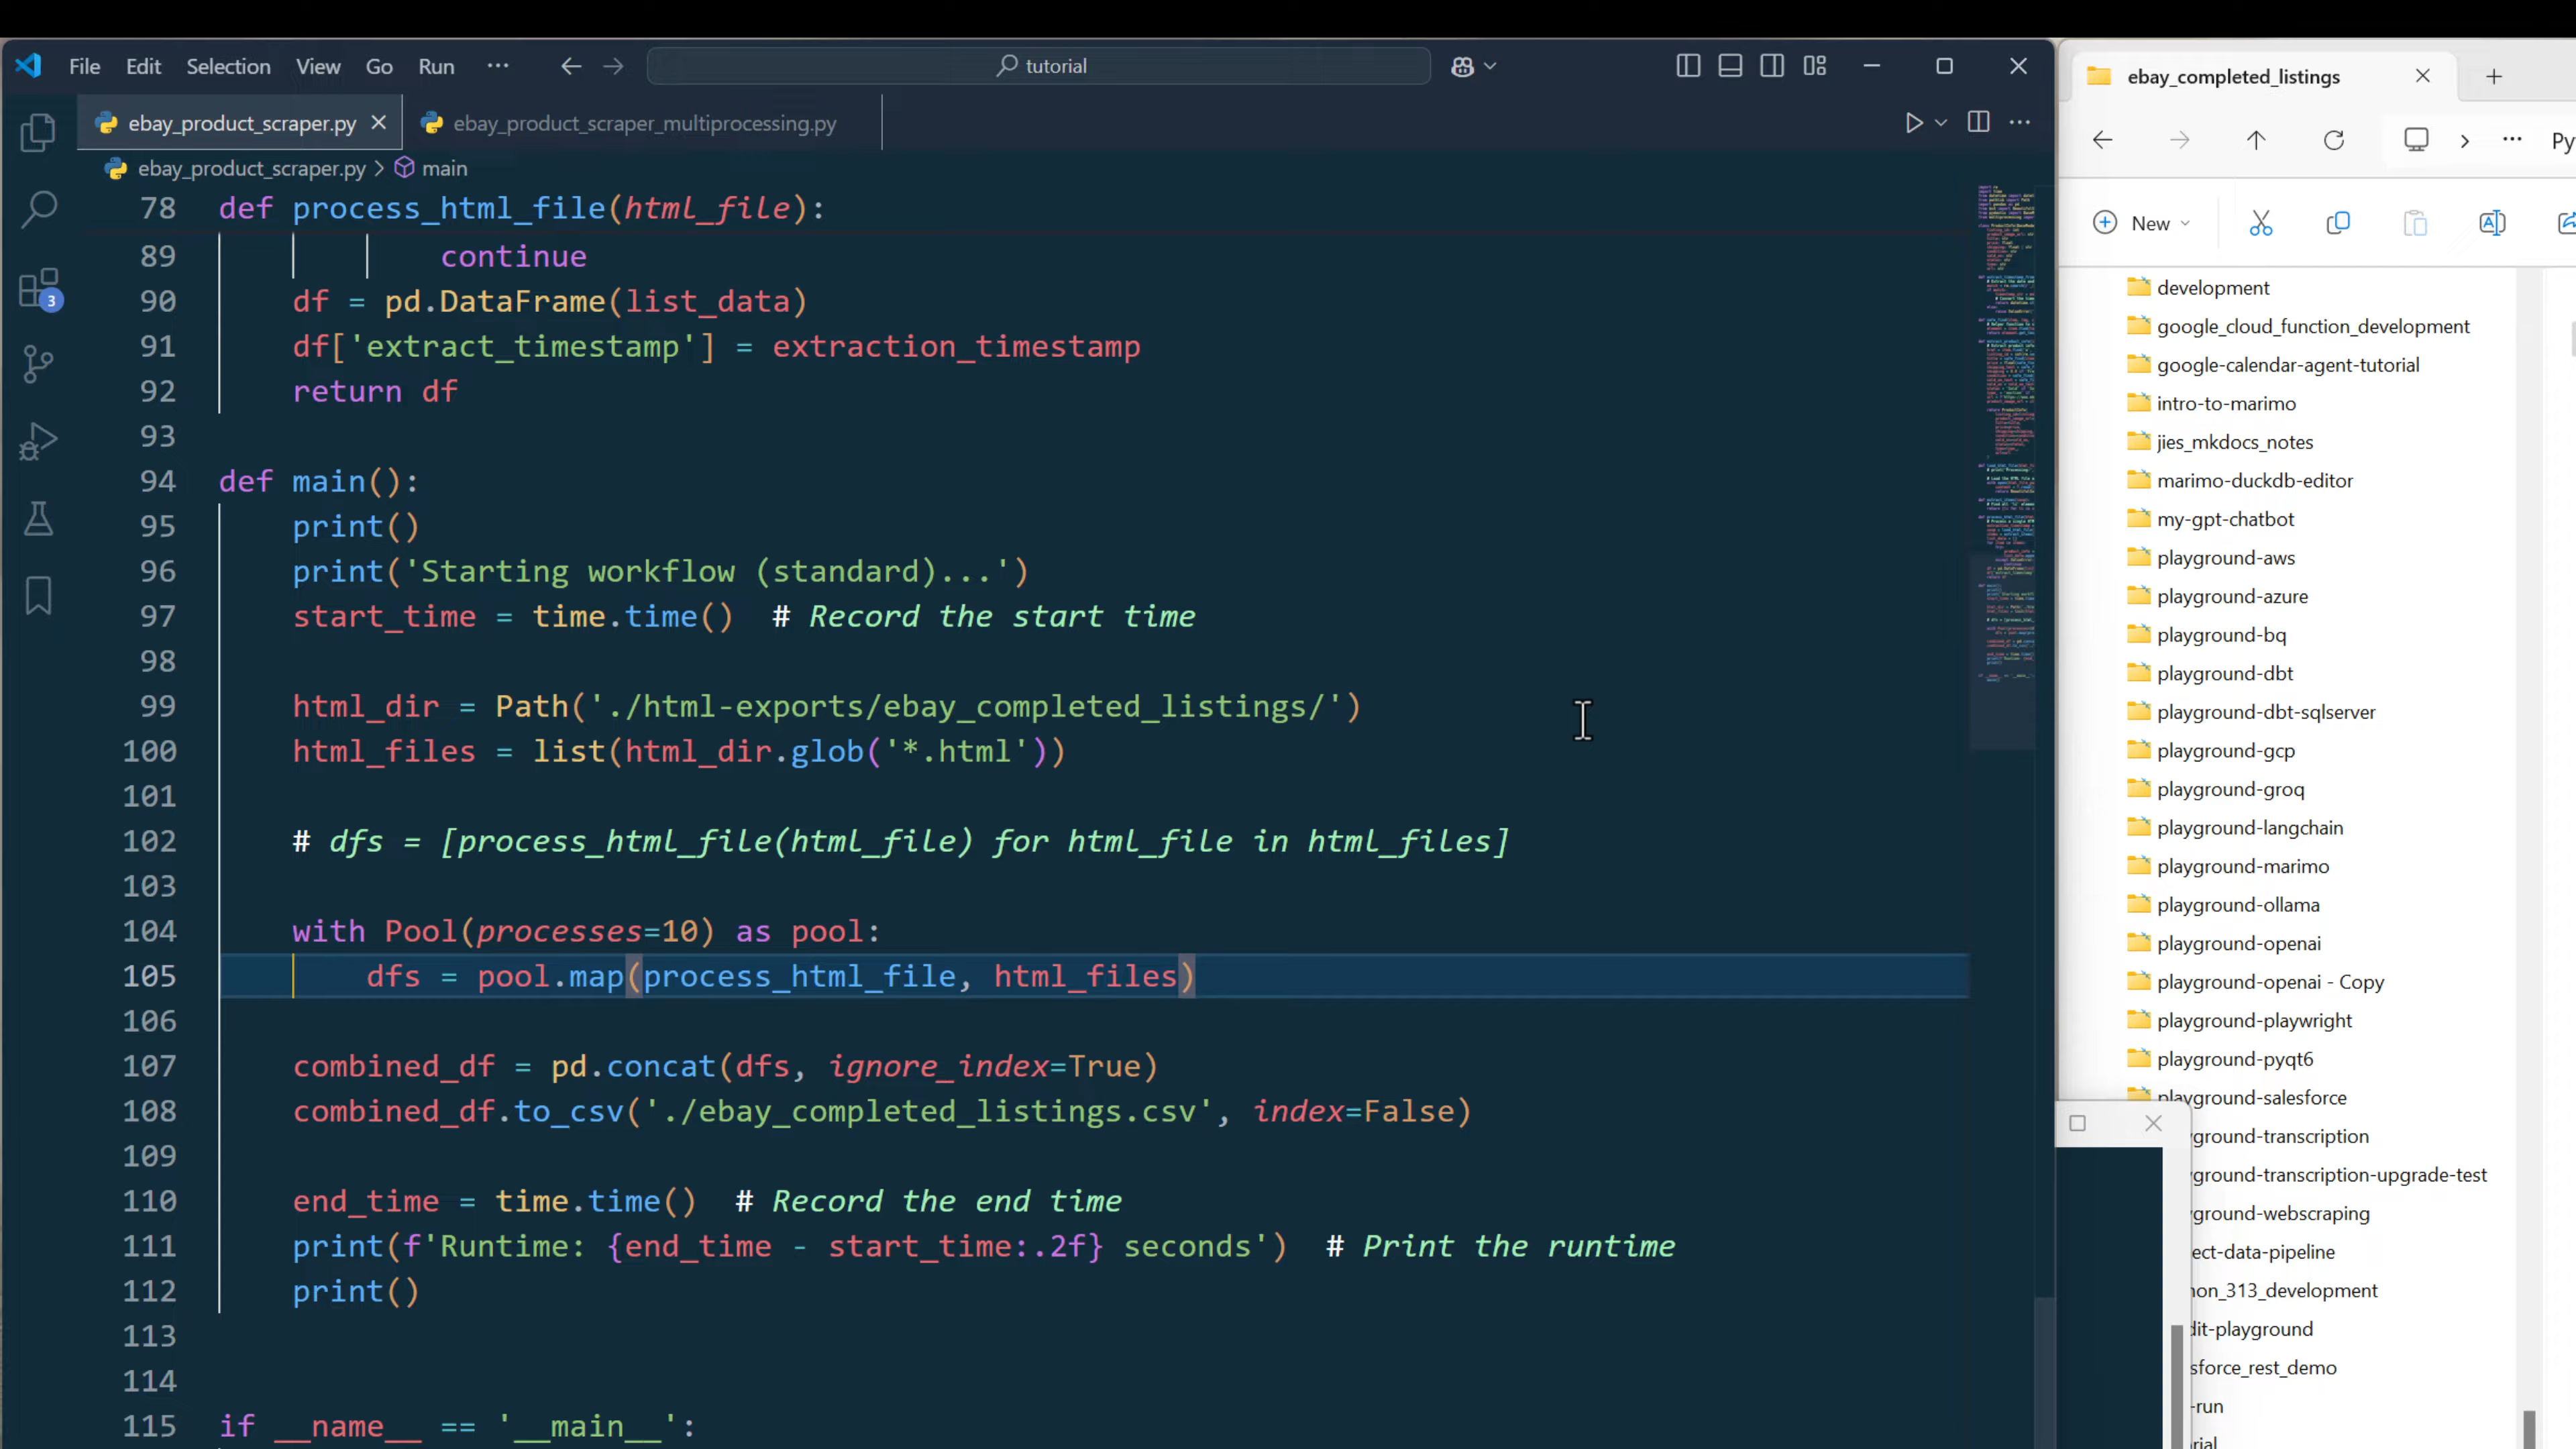 File Edit Selection View Go Run ··· tutorial
ebay_product_scraper.py ebay_product_scraper_multiprocessing.py
ebay_product_scraper.py > main
78 def process_html_file(html_file):
89 continue
90 df = pd.DataFrame(list_data)
91 df['extract_timestamp'] = extraction_timestamp
92 return df
93
94 def main():
95 print()
96 print('Starting workflow (standard)...')
97 start_time = time.time() # Record the start time
98
99 html_dir = Path('./html-exports/ebay_completed_listings/')
100 html_files = list(html_dir.glob('*.html'))
101
102 # dfs = [process_html_file(html_file) for html_file in html_files]
103
104 with Pool(processes=10) as pool:
105 dfs = pool.map(process_html_file, html_files)
106
107 combined_df = pd.concat(dfs, ignore_index=True)
108 combined_df.to_csv('./ebay_completed_listings.csv', index=False)
109
110 end_time = time.time() # Record the end time
111 print(f'Runtime: {end_time - start_time:.2f} seconds') # Print the runtime
112 print()
113
114
115 if __name__ == '__main__':
3
ebay_completed_listings
Py
New
development
google_cloud_function_development
google-calendar-agent-tutorial
intro-to-marimo
jies_mkdocs_notes
marimo-duckdb-editor
my-gpt-chatbot
playground-aws
playground-azure
playground-bq
playground-dbt
playground-dbt-sqlserver
playground-gcp
playground-groq
playground-langchain
playground-marimo
playground-ollama
playground-openai
playground-openai - Copy
playground-playwright
playground-pyqt6
playground-salesforce
yground-transcription
yground-transcription-upgrade-test
yground-webscraping
ect-data-pipeline
hon_313_development
dit-playground
sforce_rest_demo
-run